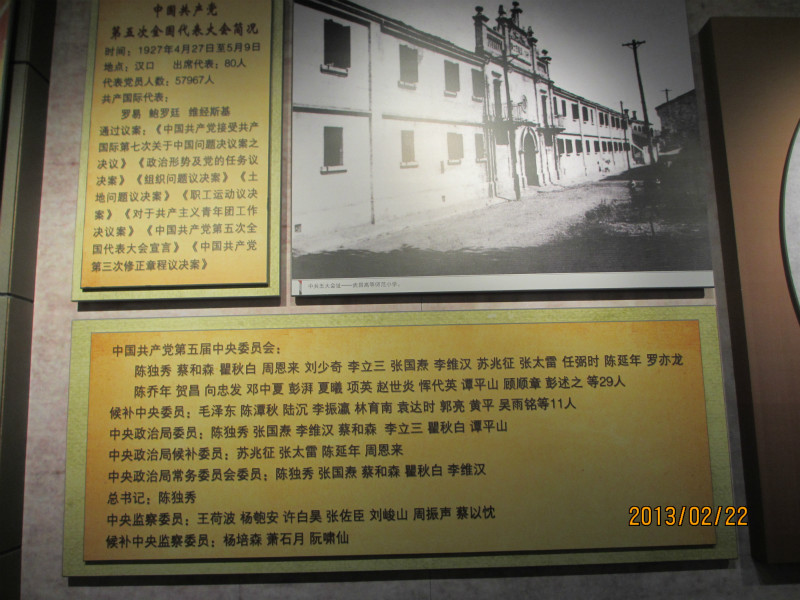 中国共产党
第五次全国代表大会简况
时间：1927年4月27日至5月9日
地点：汉口 出席代表：80人
代表党员人数：57967人
共产国际代表：
罗易 鲍罗廷 维经斯基
通过议案：《中国共产党接受共产
国际第七次关于中国问题决议案之
决议》《政治形势及党的任务议
决案》《组织问题议决案》《土
地问题议决案》《职工运动议决
案》《对于共产主义青年团工作
决议案》《中国共产党第五次全
国代表大会宣言》《中国共产党
第三次修正章程议决案》
中共五大会址——武昌高等师范小学。
中国共产党第五届中央委员会：
陈独秀 蔡和森 瞿秋白 周恩来 刘少奇 李立三 张国焘 李维汉 苏兆征 张太雷 任弼时 陈延年 罗亦龙
陈乔年 贺昌 向忠发 邓中夏 彭湃 夏曦 项英 赵世炎 恽代英 谭平山 顾顺章 彭述之 等29人
候补中央委员：毛泽东 陈潭秋 陆沉 李振瀛 林育南 袁达时 郭亮 黄平 吴雨铭等11人
中央政治局委员：陈独秀 张国焘 李维汉 蔡和森 李立三 瞿秋白 谭平山
中央政治局候补委员：苏兆征 张太雷 陈延年 周恩来
中央政治局常务委员会委员：陈独秀 张国焘 蔡和森 瞿秋白 李维汉
总书记：陈独秀
中央监察委员：王荷波 杨匏安 许白昊 张佐臣 刘峻山 周振声 蔡以忱
候补中央监察委员：杨培森 萧石月 阮啸仙
2013/02/22